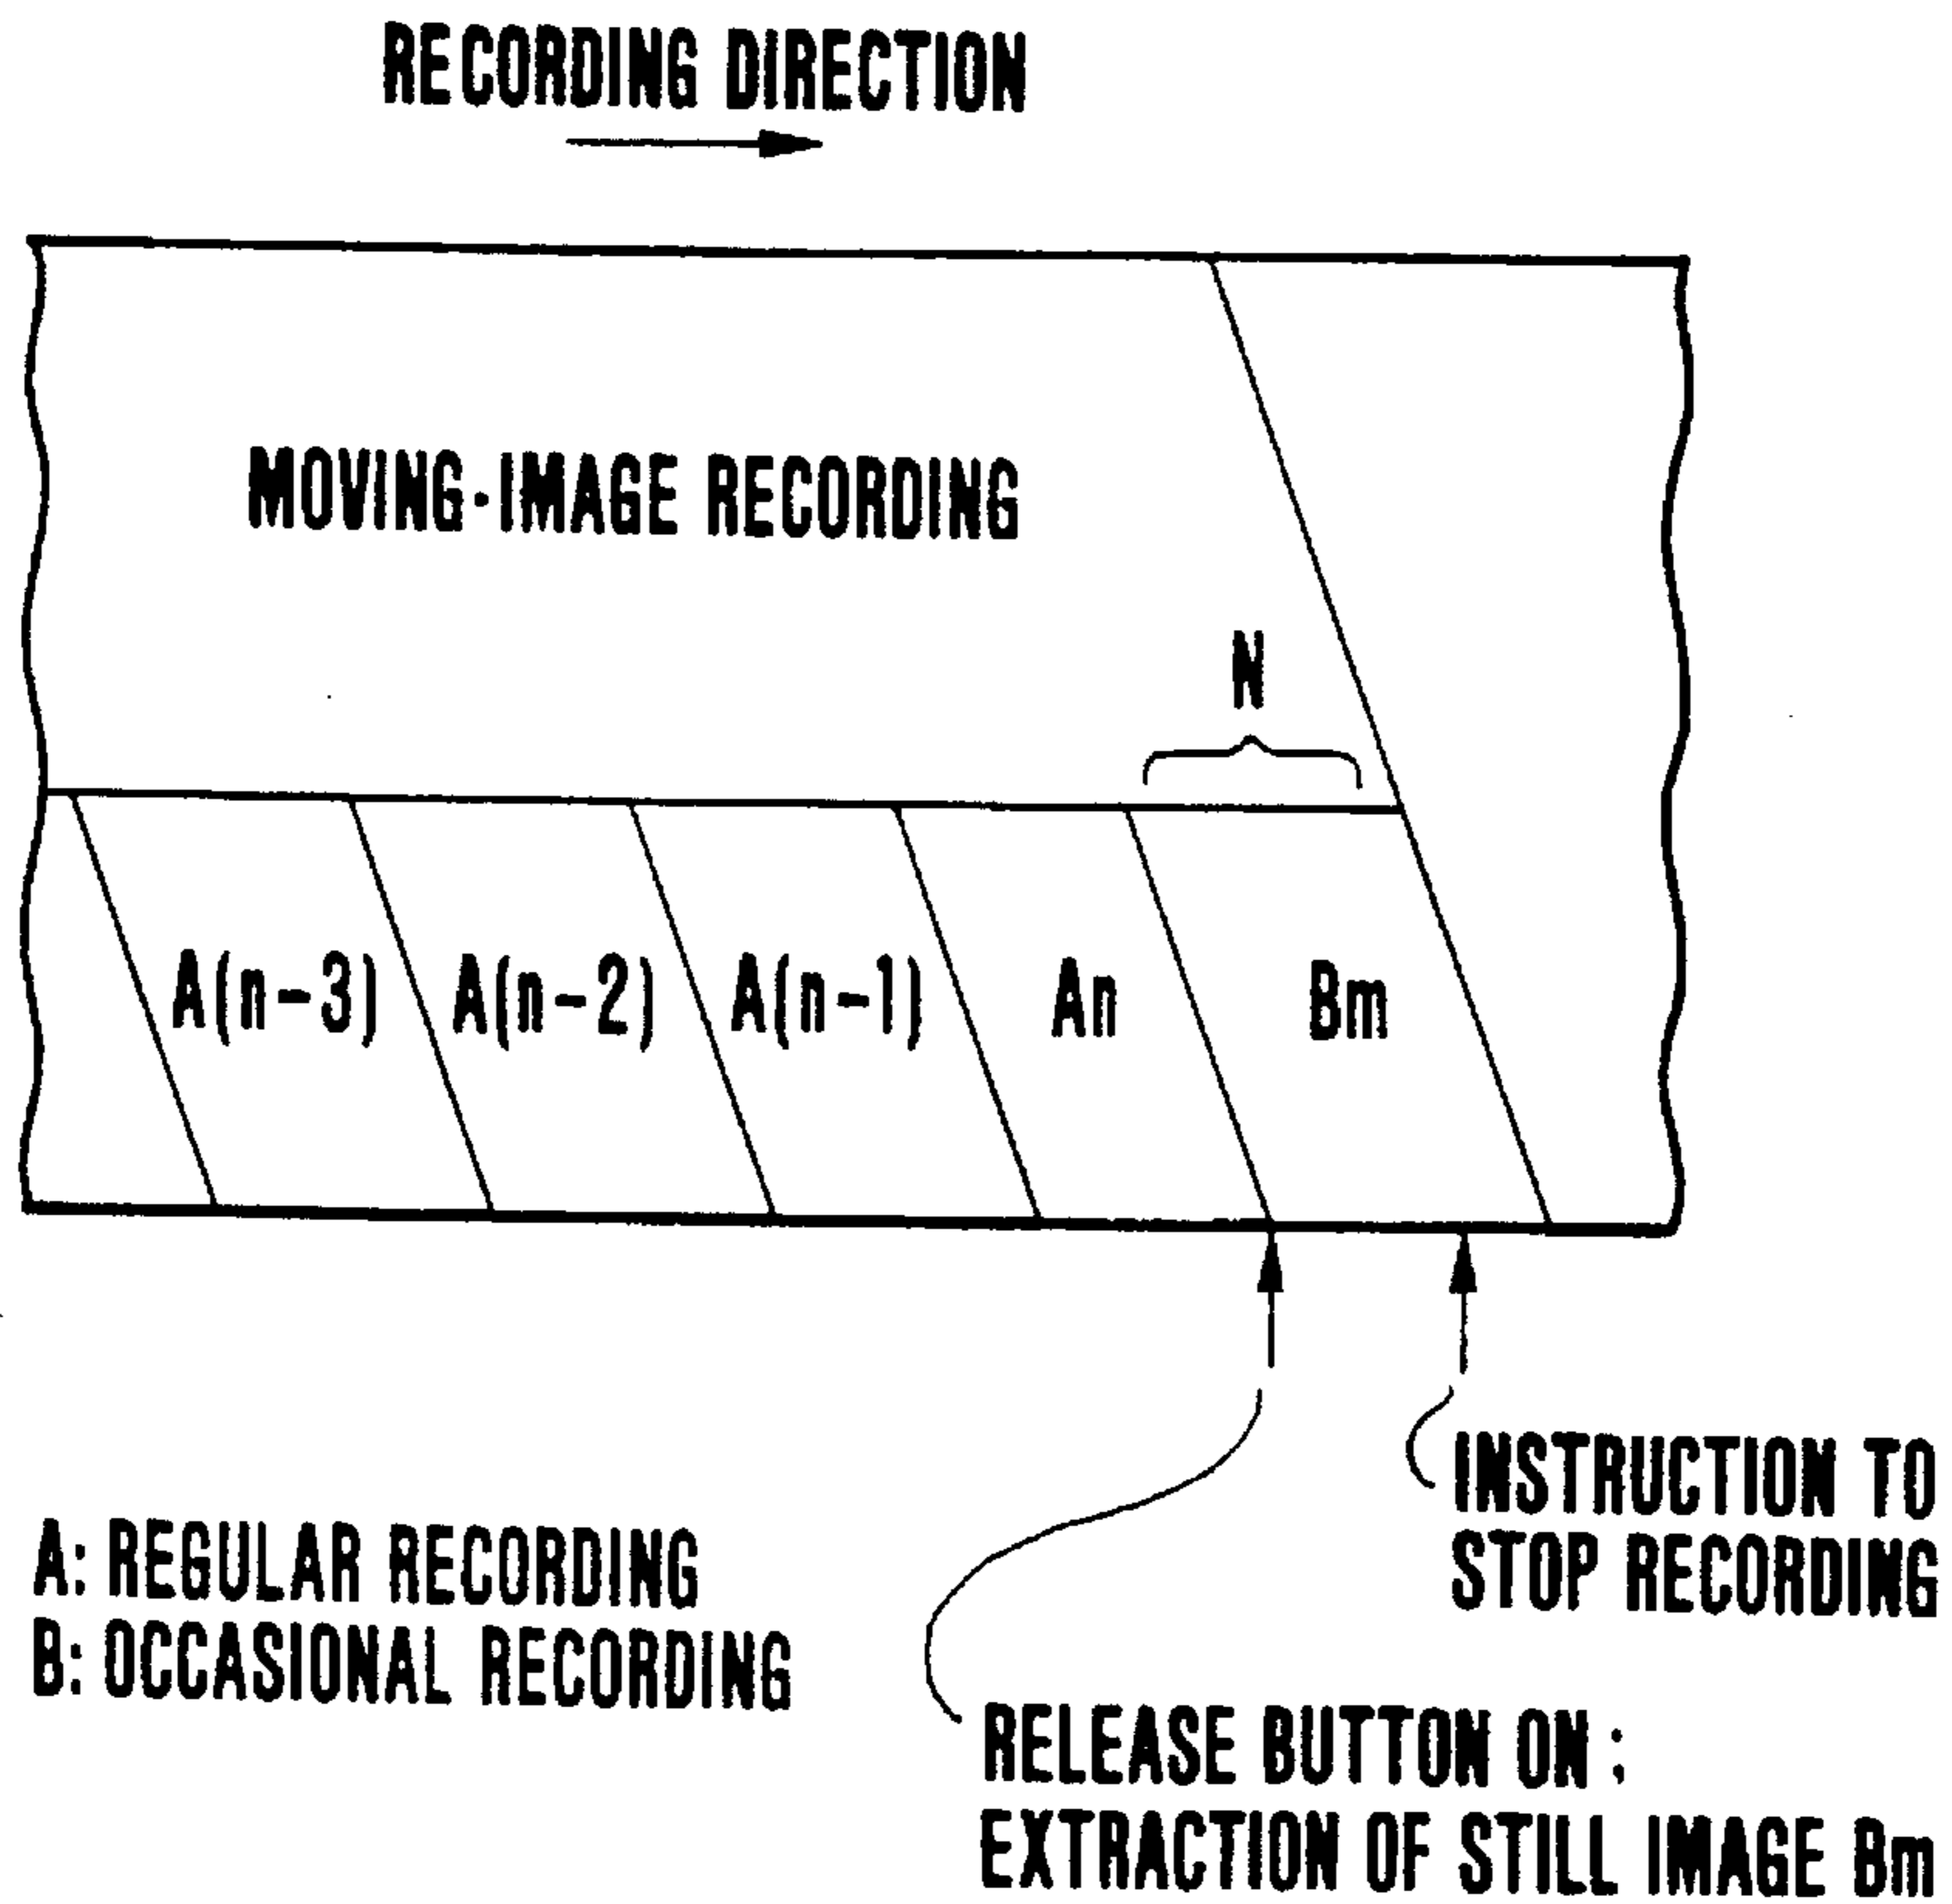 RECORDING DIRECTION
MOVING-IMAGE RECORDING
N
A(n-3) A(n-2) A(n-1) An Bm
INSTRUCTION TO
STOP RECORDING
A: REGULAR RECORDING
B: OCCASIONAL RECORDING
RELEASE BUTTON ON ;
EXTRACTION OF STILL IMAGE Bm